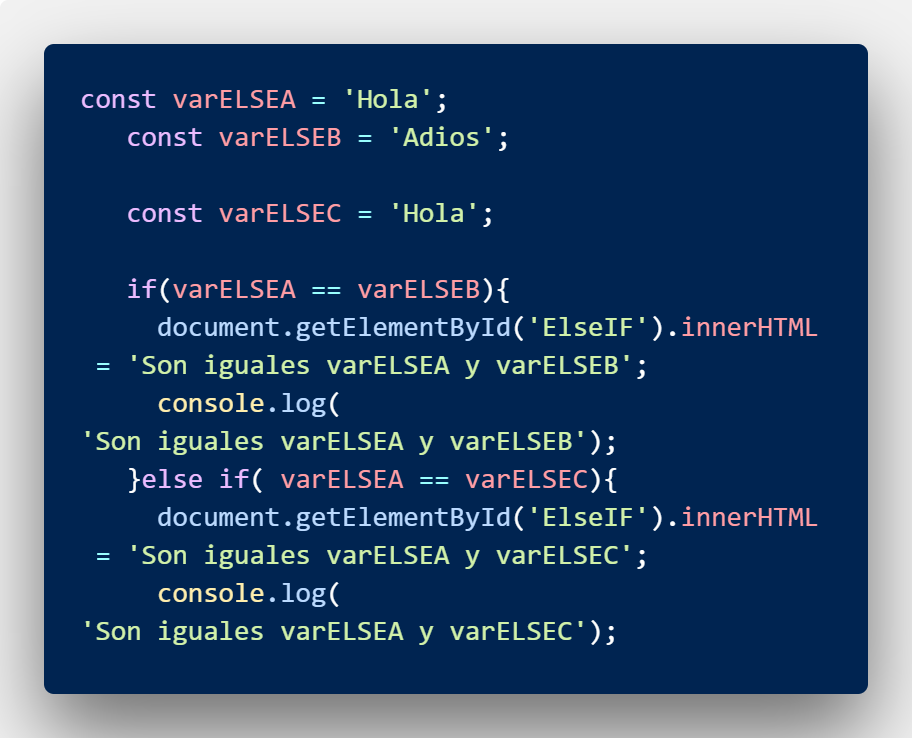 const varELSEA = 'Hola';
   const varELSEB = 'Adios';

   const varELSEC = 'Hola';

   if(varELSEA == varELSEB){
     document.getElementById('ElseIF').innerHTML
 = 'Son iguales varELSEA y varELSEB';
     console.log(
'Son iguales varELSEA y varELSEB');
   }else if( varELSEA == varELSEC){
     document.getElementById('ElseIF').innerHTML
 = 'Son iguales varELSEA y varELSEC';
     console.log(
'Son iguales varELSEA y varELSEC');